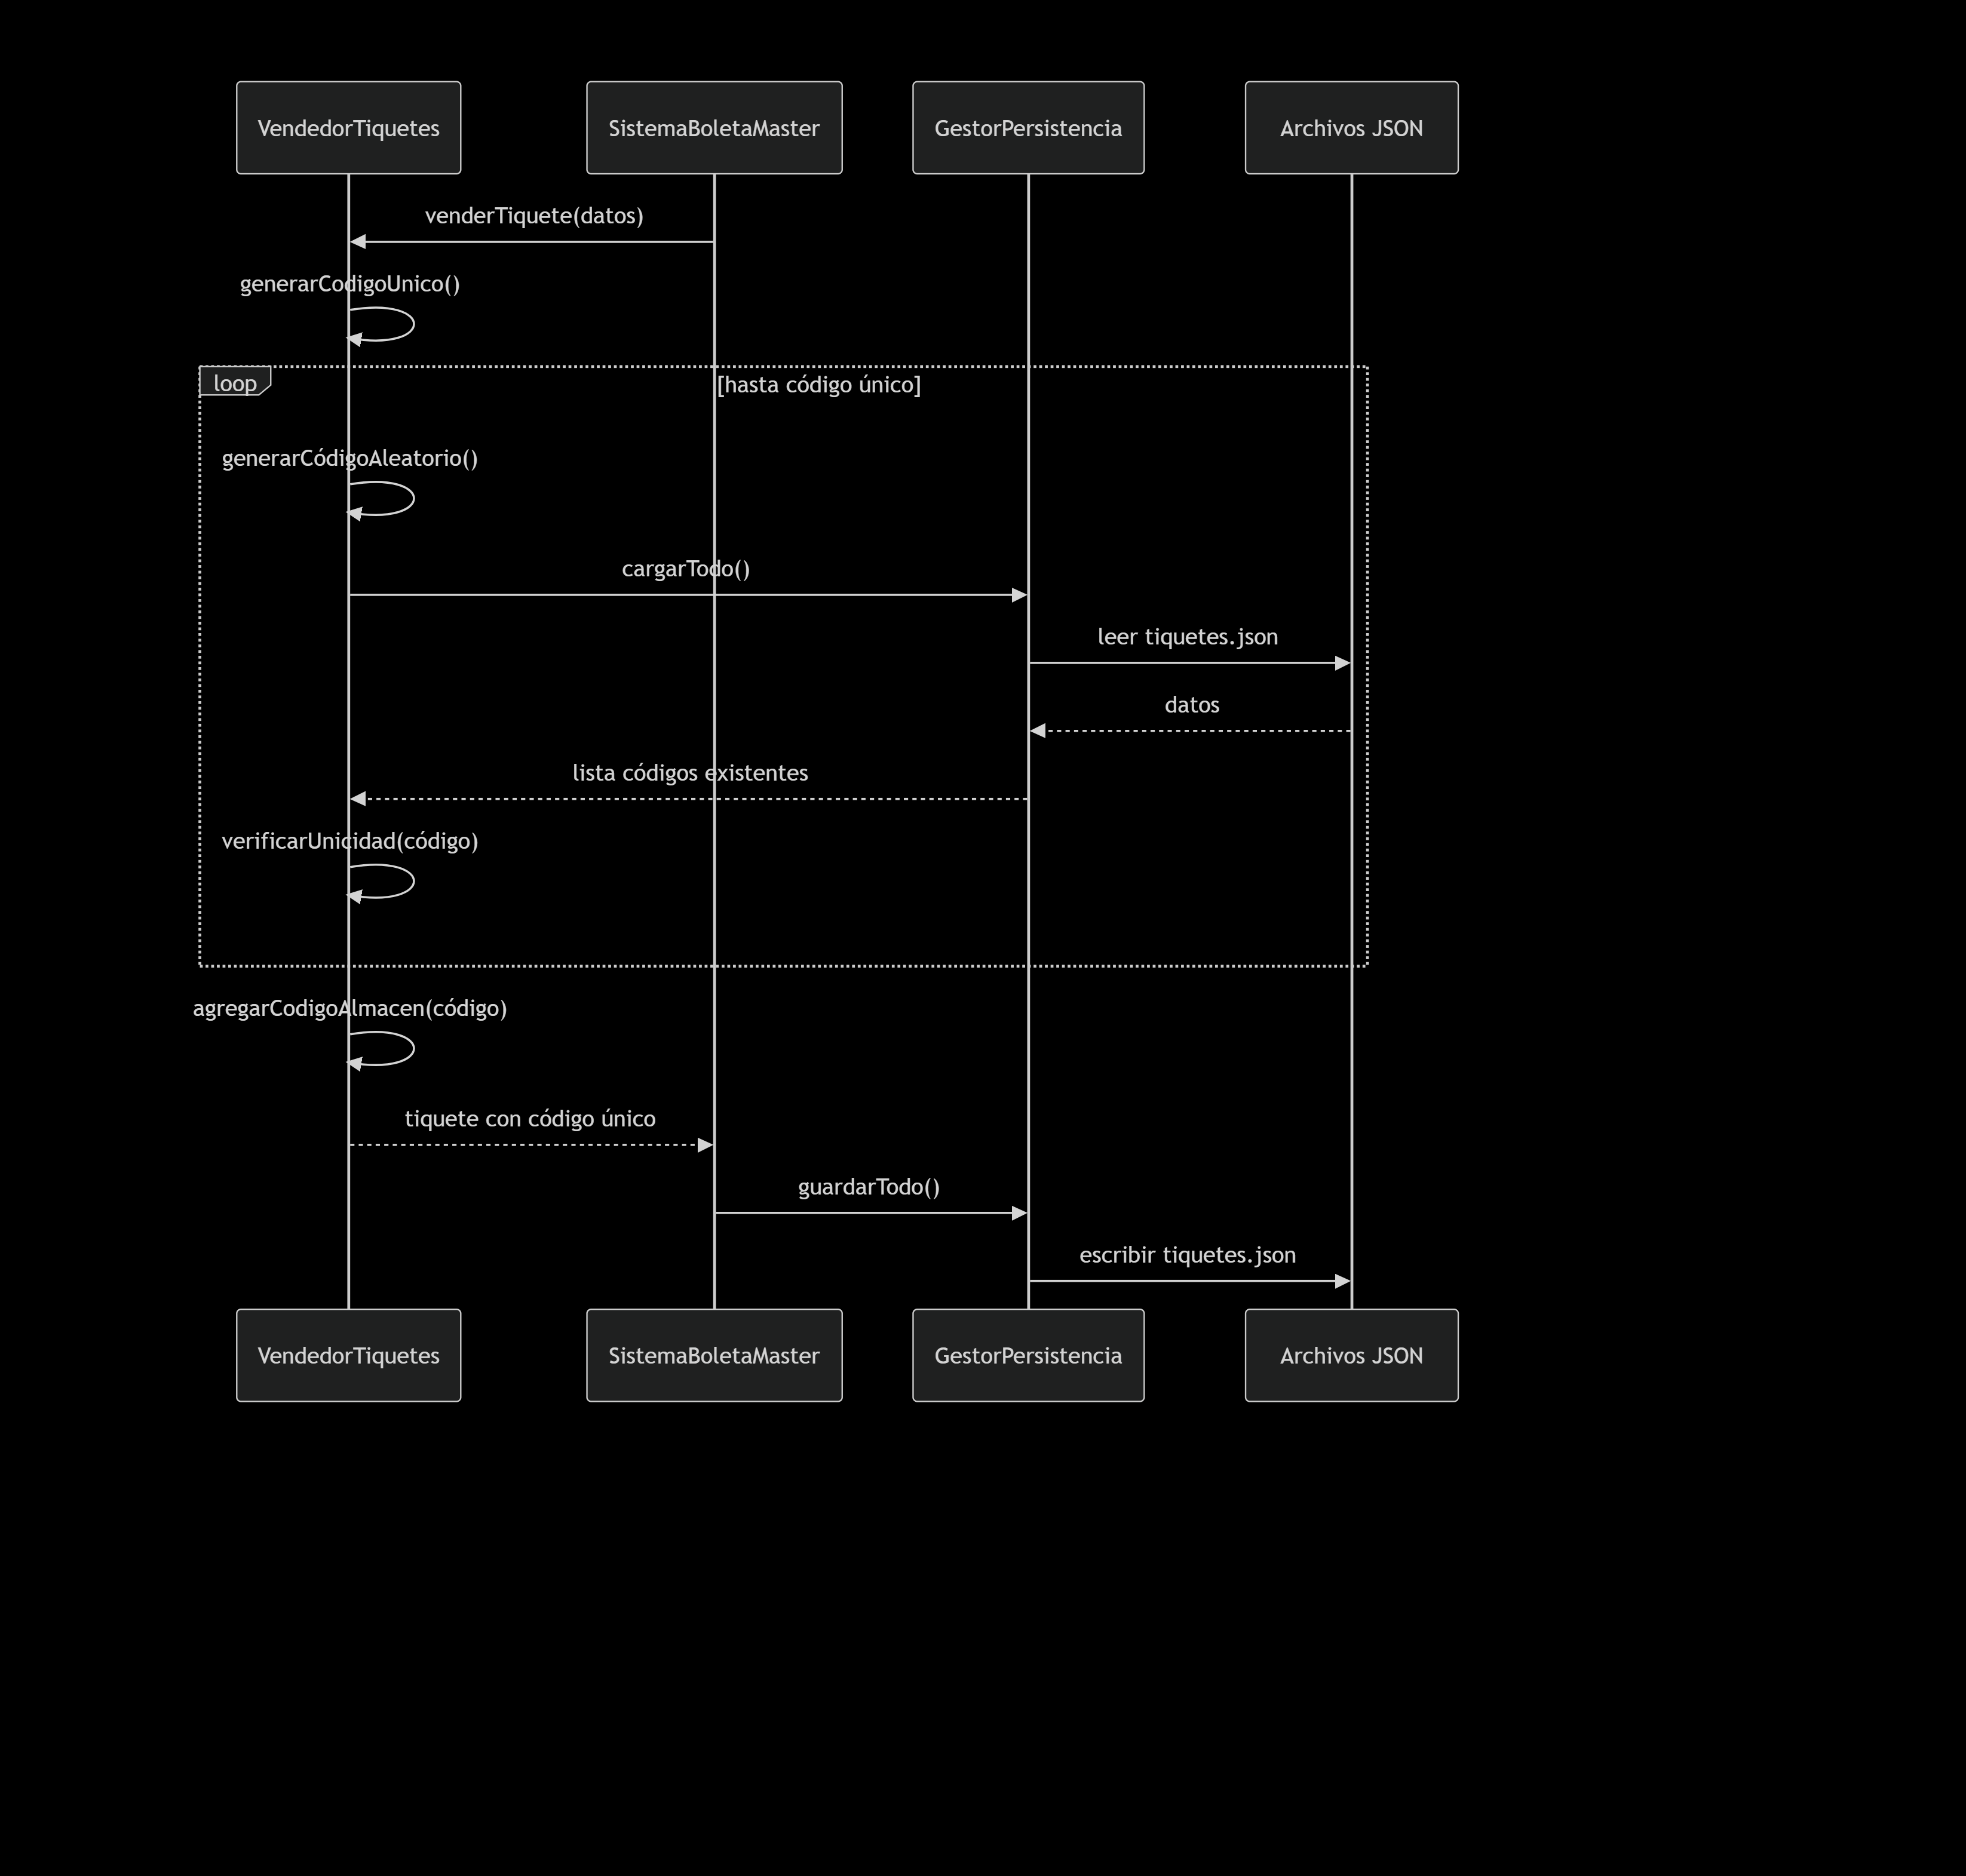 VendedorTiquetes
SistemaBoletaMaster
GestorPersistencia
Archivos JSON
venderTiquete(datos)
generarCodigoUnico()
loop
[hasta código único]
generarCódigoAleatorio()
cargarTodo()
leer tiquetes.json
datos
lista códigos existentes
verificarUnicidad(código)
agregarCodigoAlmacen(código)
tiquete con código único
guardarTodo()
escribir tiquetes.json
VendedorTiquetes
SistemaBoletaMaster
GestorPersistencia
Archivos JSON